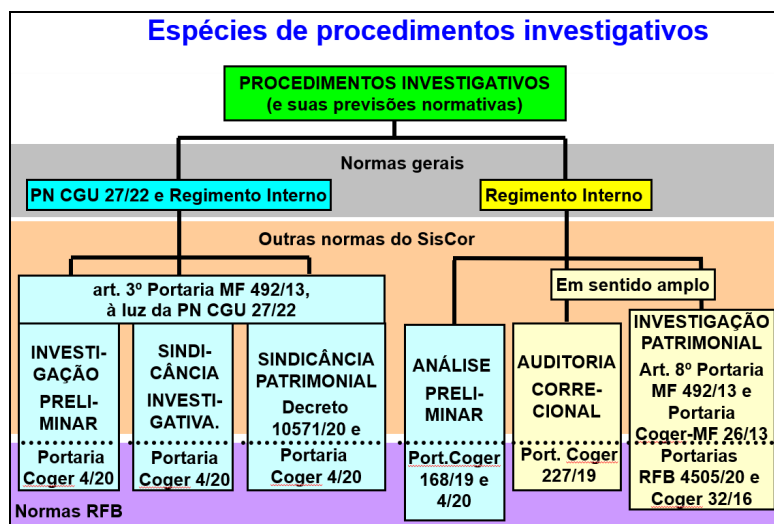 Espécies de procedimentos investigativos
PROCEDIMENTOS INVESTIGATIVOS
(e suas previsões normativas)
Normas gerais
PN CGU 27/22 e Regimento Interno
Regimento Interno
Outras normas do SisCor
art. 3º Portaria MF 492/13,
à luz da PN CGU 27/22
Em sentido amplo
INVESTI-
GAÇÃO
PRELI-
MINAR
Portaria
Coger 4/20
SINDI-
CÂNCIA
INVESTI-
GATIVA.
Portaria
Coger 4/20
SINDICÂNCIA
PATRIMONIAL
Decreto
10571/20 e
Portaria
Coger 4/20
ANÁLISE
PRELI-
MINAR
Port.Coger
168/19 e
4/20
AUDITORIA
CORRE-
CIONAL
Port. Coger
227/19
INVESTIGAÇÃO
PATRIMONIAL
Art. 8º Portaria
MF 492/13 e
Portaria
Coger-MF 26/13
Portarias
RFB 4505/20 e
Coger 32/16
Normas RFB